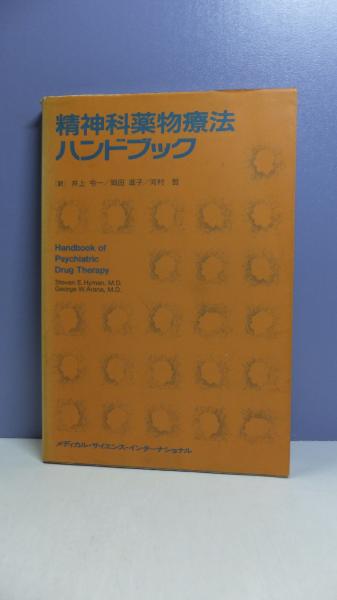 精神科薬物療法
ハンドブック
[訳] 井上 令一/岡田 滋子/河村 哲
Handbook of
Psychiatric
Drug Therapy
Steven E.Hyman, M.D.
George W.Arana, M.D.
メディカル・サイエンス・インターナショナル